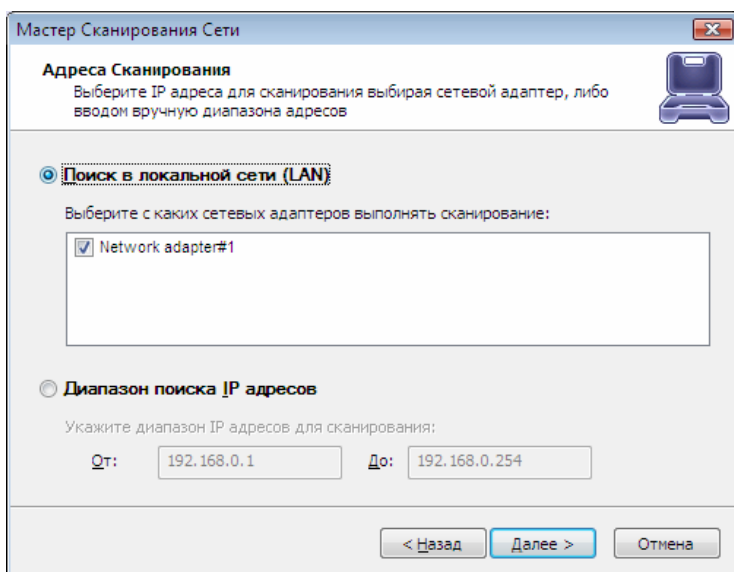 Мастер Сканирования Сети
Адреса Сканирования
Выберите IP адреса для сканирования выбирая сетевой адаптер, либо
вводом вручную диапазона адресов
Поиск в локальной сети (LAN)
Выберите с каких сетевых адаптеров выполнять сканирование:
Network adapter#1
Диапазон поиска IP адресов
Укажите диапазон IP адресов для сканирования:
От: 192.168.0.1 До: 192.168.0.254
< Назад Далее > Отмена